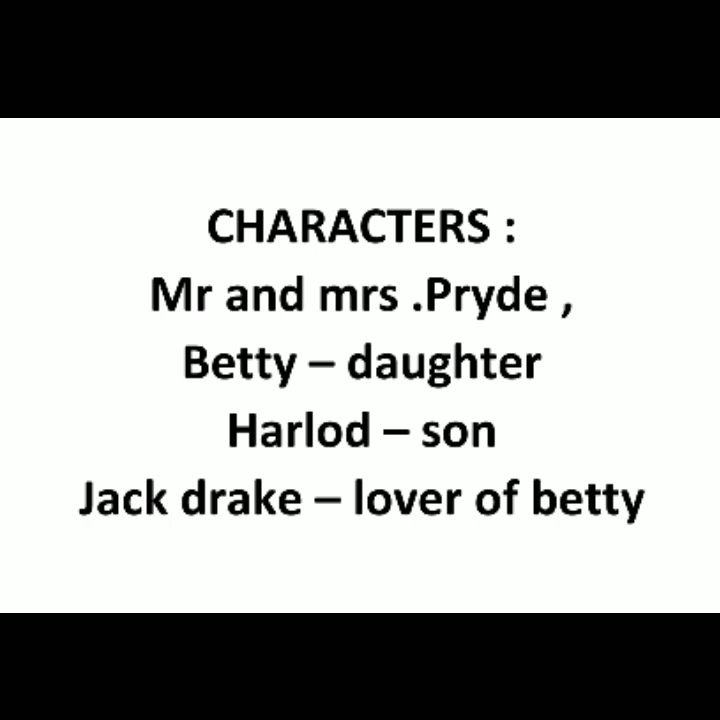 CHARACTERS :
Mr and mrs .Pryde ,
Betty – daughter
Harlod – son
Jack drake – lover of betty